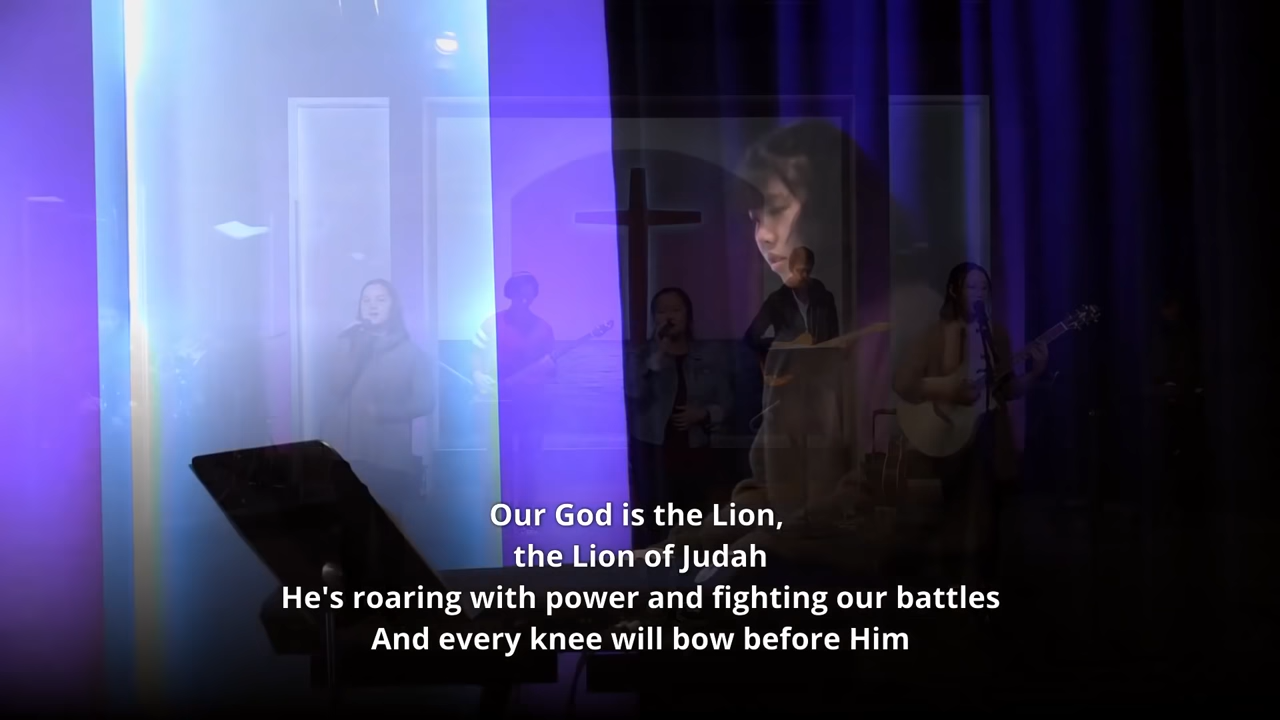 Our God is the Lion,
the Lion of Judah
He's roaring with power and fighting our battles
And every knee will bow before Him